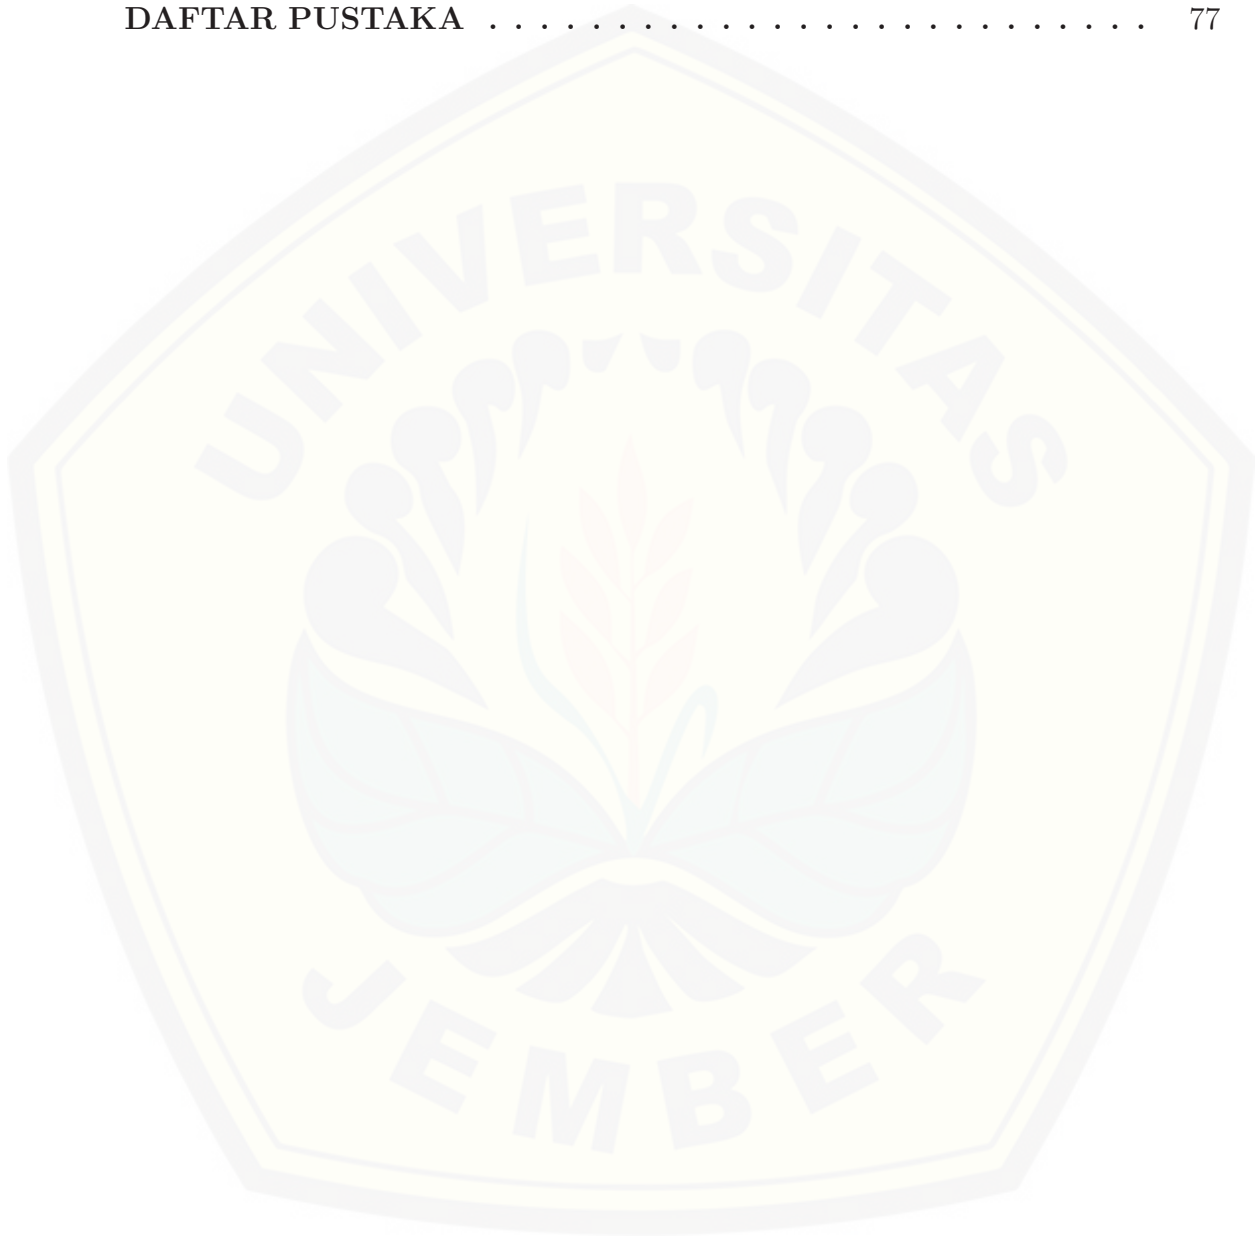 DAFTAR PUSTAKA . . . . . . . . . . . . . . . . . . . . . . . . . . 77
UNIVERSITAS
JEMBER